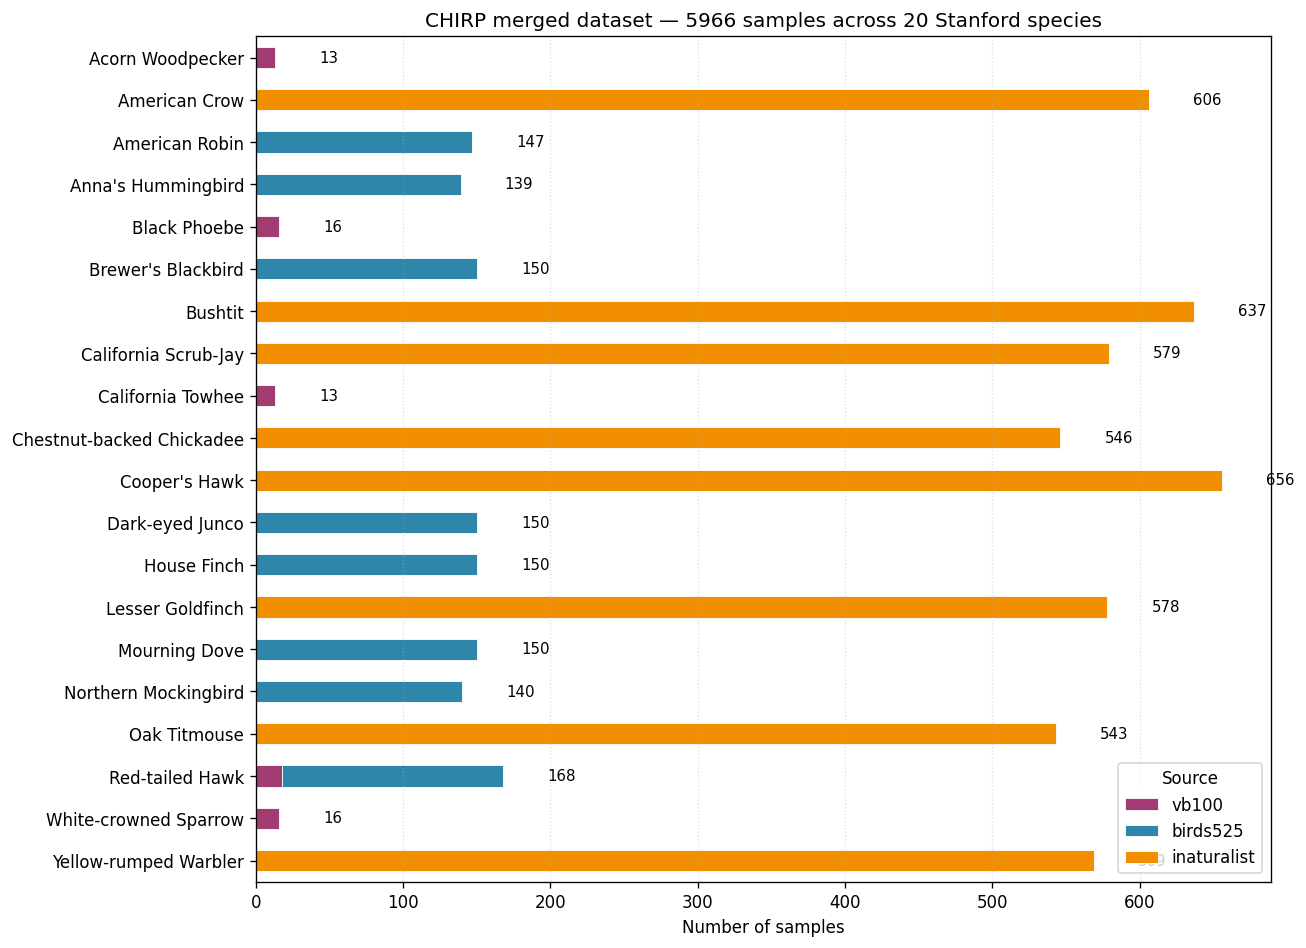 CHIRP merged dataset — 5966 samples across 20 Stanford species
Acorn Woodpecker 13
American Crow 606
American Robin 147
Anna's Hummingbird 139
Black Phoebe 16
Brewer's Blackbird 150
Bushtit 637
California Scrub-Jay 579
California Towhee 13
Chestnut-backed Chickadee 546
Cooper's Hawk 656
Dark-eyed Junco 150
House Finch 150
Lesser Goldfinch 578
Mourning Dove 150
Northern Mockingbird 140
Oak Titmouse 543
Red-tailed Hawk 168
White-crowned Sparrow 16
Yellow-rumped Warbler
Source
vb100
birds525
inaturalist
0 100 200 300 400 500 600
Number of samples